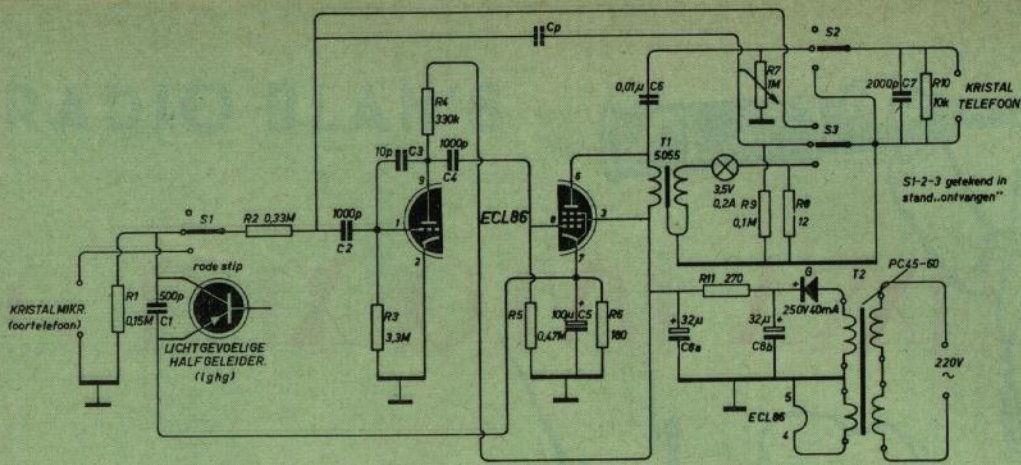 Cp
S2
R7
1M
2000p C7
R10
10k
KRISTAL
TELEFOON
0,01µ C6
S3
R4
330k
10p C3
1000p
C4
9
T1
5055
3,5V
0,2A
R9
0,1M
R8
12
S1-2-3 getekend in
stand „ontvangen"
S1
R2 0,33M
1000p
C2
1
2
ECL86
6
8
3
7
rode stip
KRISTALMIKR.
(oortelefoon)
R1
0,15M
500p
C1
LICHTGEVOELIGE
HALFGELEIDER.
(lghg)
R3
3,3M
R5
0,47M
100µ C5
+
R6
180
R11 270
+ G
250V 40mA
T2
PC45-60
+
32µ
C8a
32µ +
C8b
220V
~
ECL86
5
4